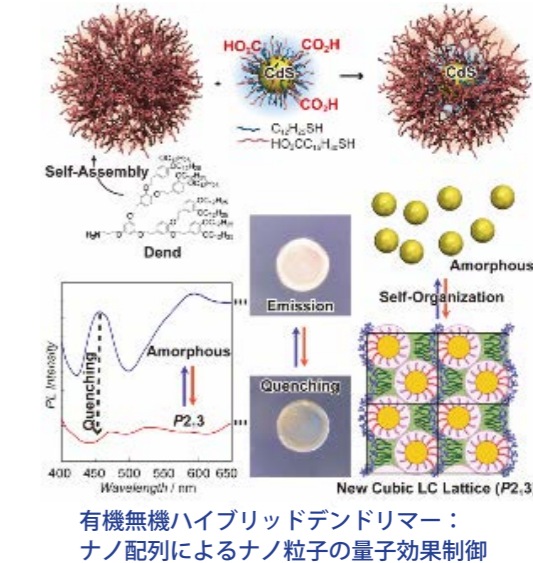 HO₂C
CO₂H
CdS
CO₂H
CdS
C₁₂H₂₅SH
Self-Assembly
Dend
Amorphous
Self-Organization
Emission
Quenching
PL Intensity
Quenching
Amorphous
P2₁3
400 450 500 550 600 650
Wavelength / nm
New Cubic LC Lattice (P2₁3)
有機無機ハイブリッドデンドリマー：
ナノ配列によるナノ粒子の量子効果制御